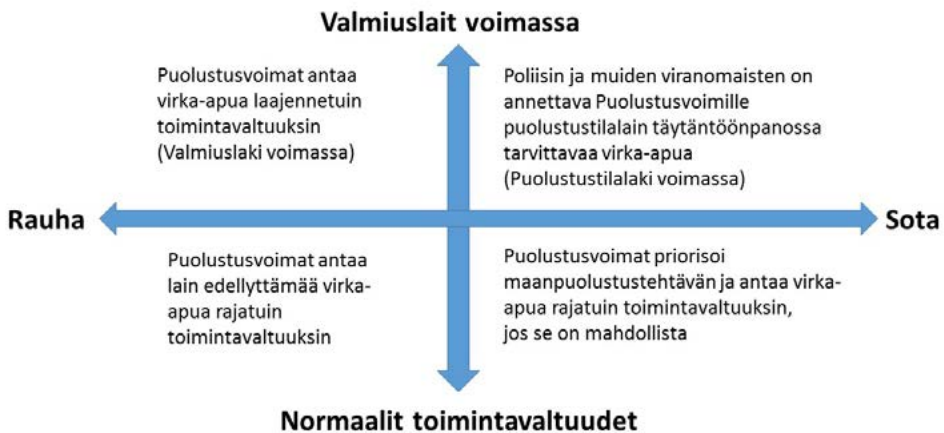 Valmiuslait voimassa
Puolustusvoimat antaa
virka-apua laajennetuin
toimintavaltuuksin
(Valmiuslaki voimassa)
Poliisin ja muiden viranomaisten on
annettava Puolustusvoimille
puolustustilalain täytäntöönpanossa
tarvittavaa virka-apua
(Puolustustilalaki voimassa)
Rauha
Sota
Puolustusvoimat antaa
lain edellyttämää virka-
apua rajatuin
toimintavaltuuksin
Puolustusvoimat priorisoi
maanpuolustustehtävän ja antaa virka-
apua rajatuin toimintavaltuuksin,
jos se on mahdollista
Normaalit toimintavaltuudet